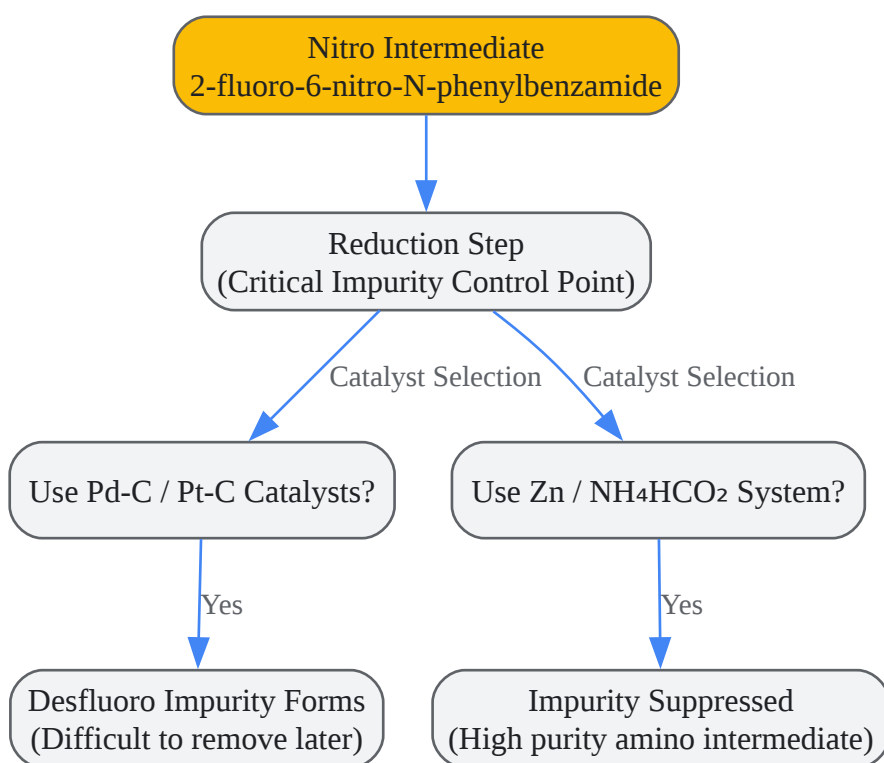 Nitro Intermediate
2-fluoro-6-nitro-N-phenylbenzamide
Reduction Step
(Critical Impurity Control Point)
Catalyst Selection
Catalyst Selection
Use Pd-C / Pt-C Catalysts?
Use Zn / NH₄HCO₂ System?
Yes
Yes
Desfluoro Impurity Forms
(Difficult to remove later)
Impurity Suppressed
(High purity amino intermediate)